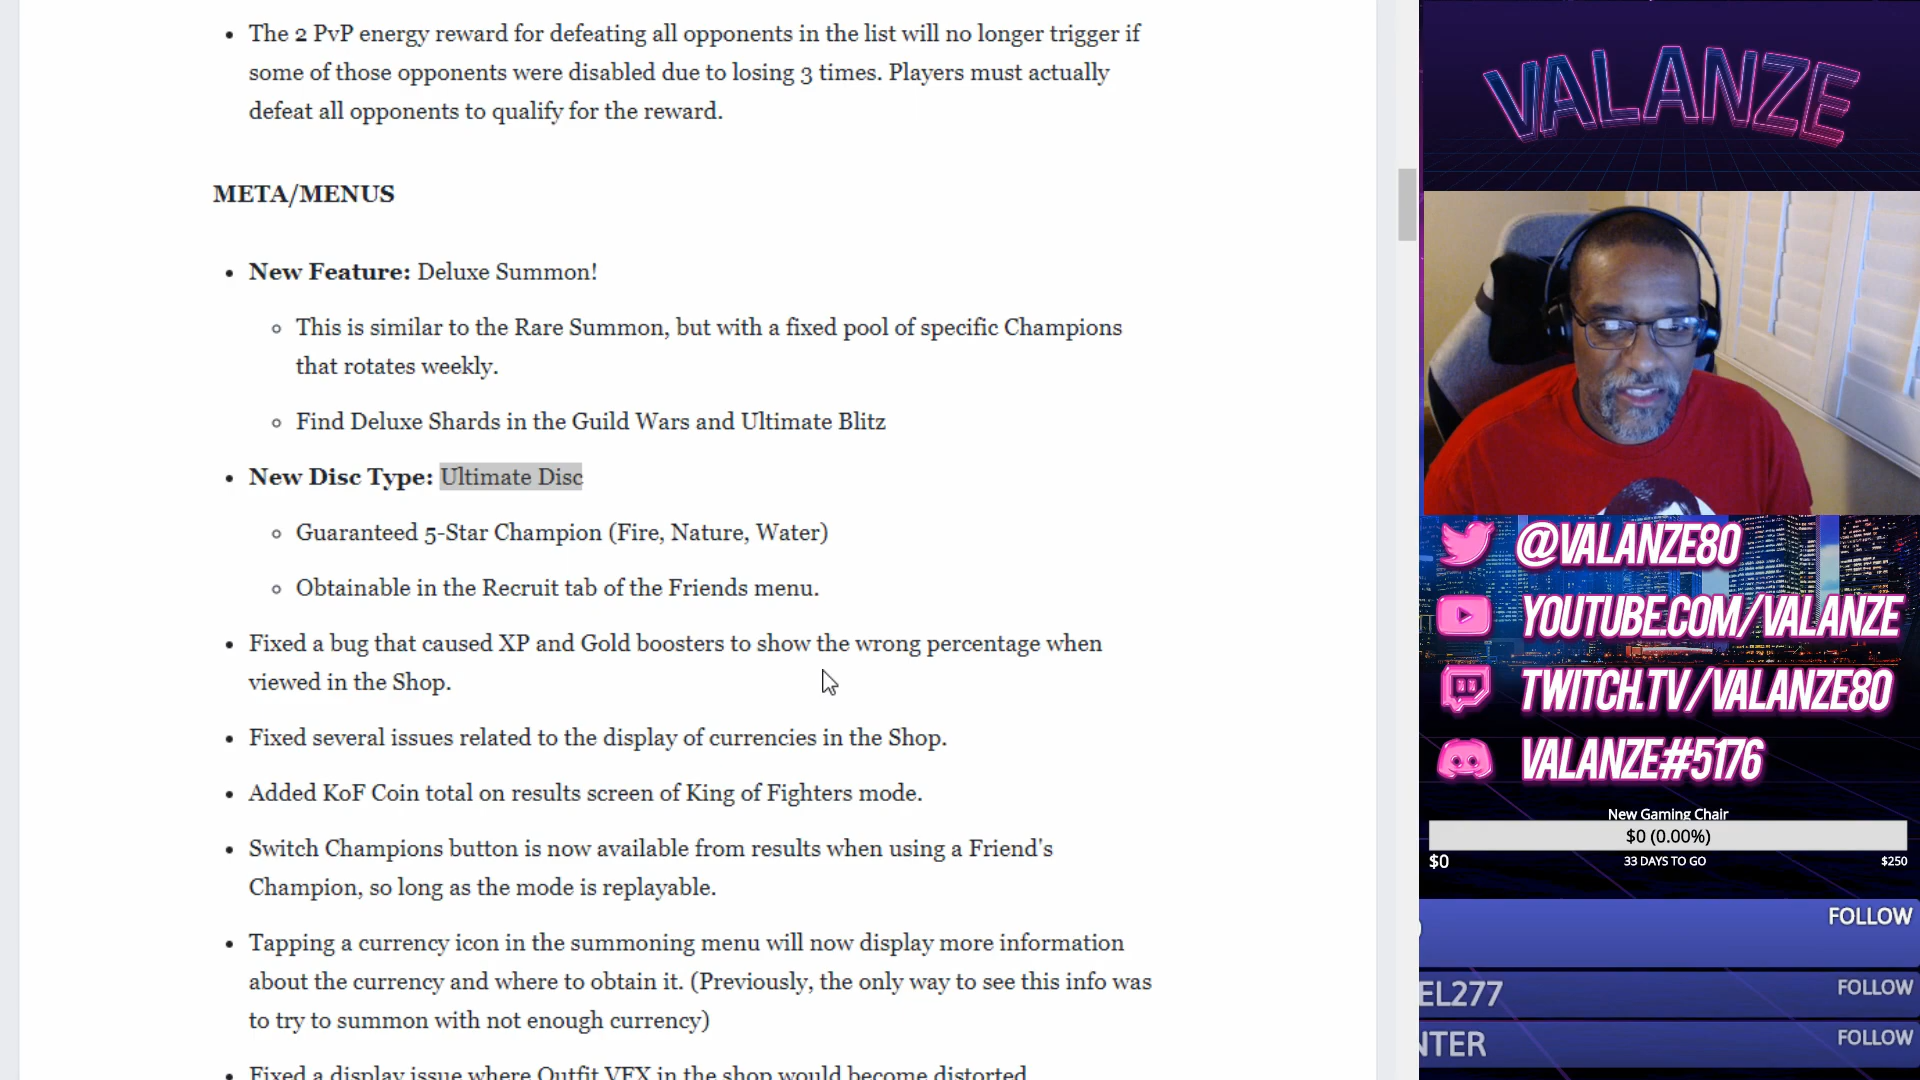 The 2 PvP energy reward for defeating all opponents in the list will no longer trigger if
some of those opponents were disabled due to losing 3 times. Players must actually
defeat all opponents to qualify for the reward.
META/MENUS
New Feature: Deluxe Summon!
This is similar to the Rare Summon, but with a fixed pool of specific Champions
that rotates weekly.
Find Deluxe Shards in the Guild Wars and Ultimate Blitz
New Disc Type: Ultimate Disc
Guaranteed 5-Star Champion (Fire, Nature, Water)
Obtainable in the Recruit tab of the Friends menu.
Fixed a bug that caused XP and Gold boosters to show the wrong percentage when
viewed in the Shop.
Fixed several issues related to the display of currencies in the Shop.
Added KoF Coin total on results screen of King of Fighters mode.
Switch Champions button is now available from results when using a Friend's
Champion, so long as the mode is replayable.
Tapping a currency icon in the summoning menu will now display more information
about the currency and where to obtain it. (Previously, the only way to see this info was
to try to summon with not enough currency)
Fixed a display issue where Outfit VFX in the shop would become distorted
VALANZE
@VALANZE80
YOUTUBE.COM/VALANZE
TWITCH.TV/VALANZE80
VALANZE#5176
New Gaming Chair
$0 (0.00%)
$0 33 DAYS TO GO $250
FOLLOW
EL277 FOLLOW
NTER FOLLOW